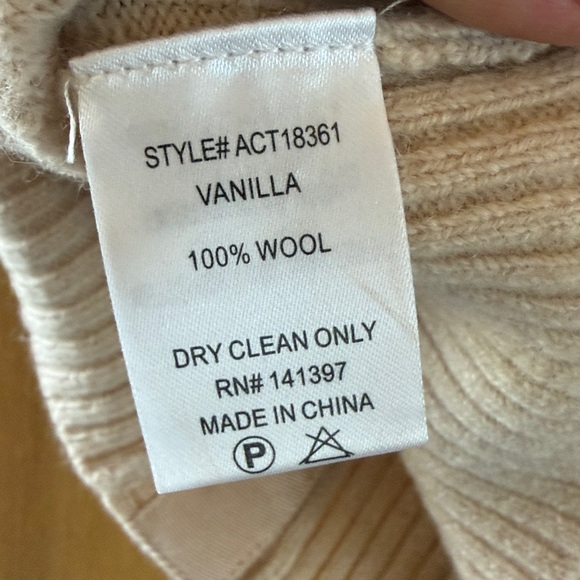 STYLE# ACT18361
VANILLA
100% WOOL
DRY CLEAN ONLY
RN# 141397
MADE IN CHINA
P